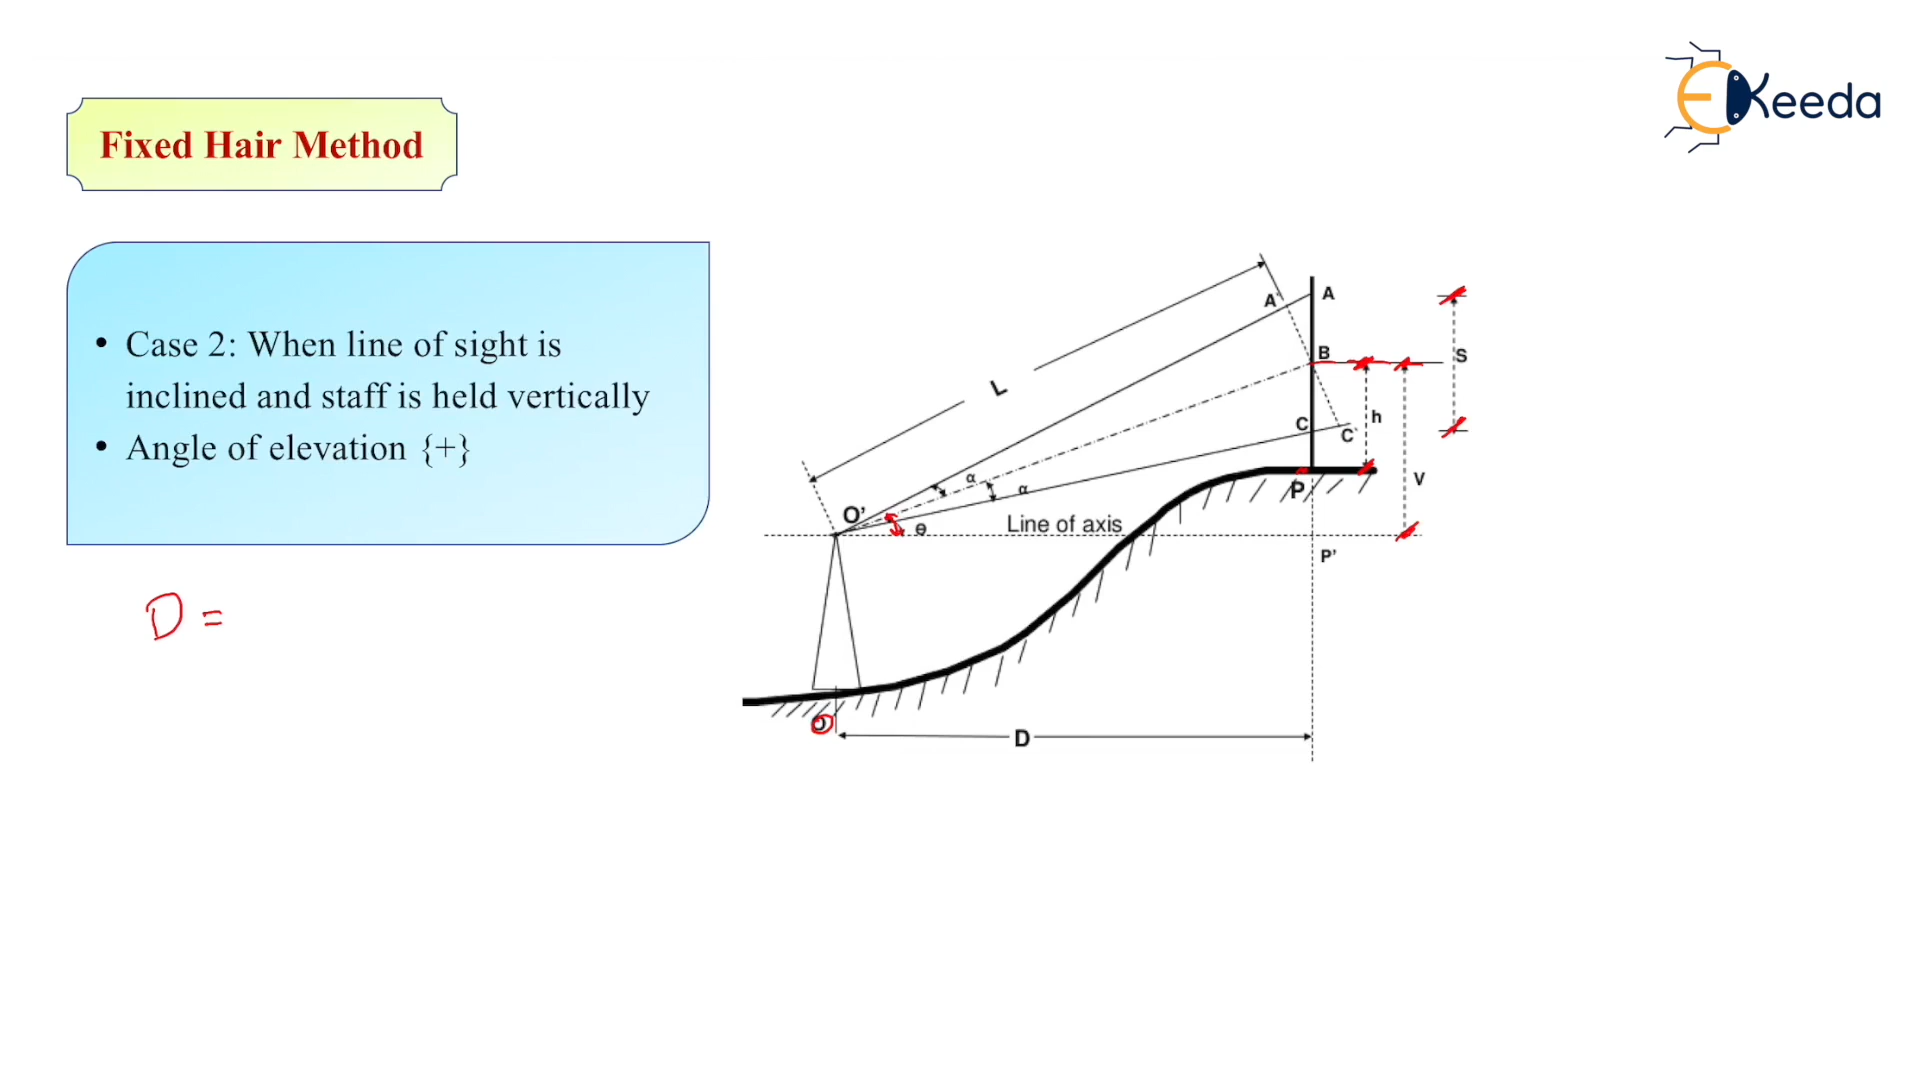 EKeeda
Fixed Hair Method
• Case 2: When line of sight is
inclined and staff is held vertically
• Angle of elevation {+}
D =
A'
A
B
S
L
C
C'
h
α
α
V
P
O'
θ
Line of axis
P'
O
D